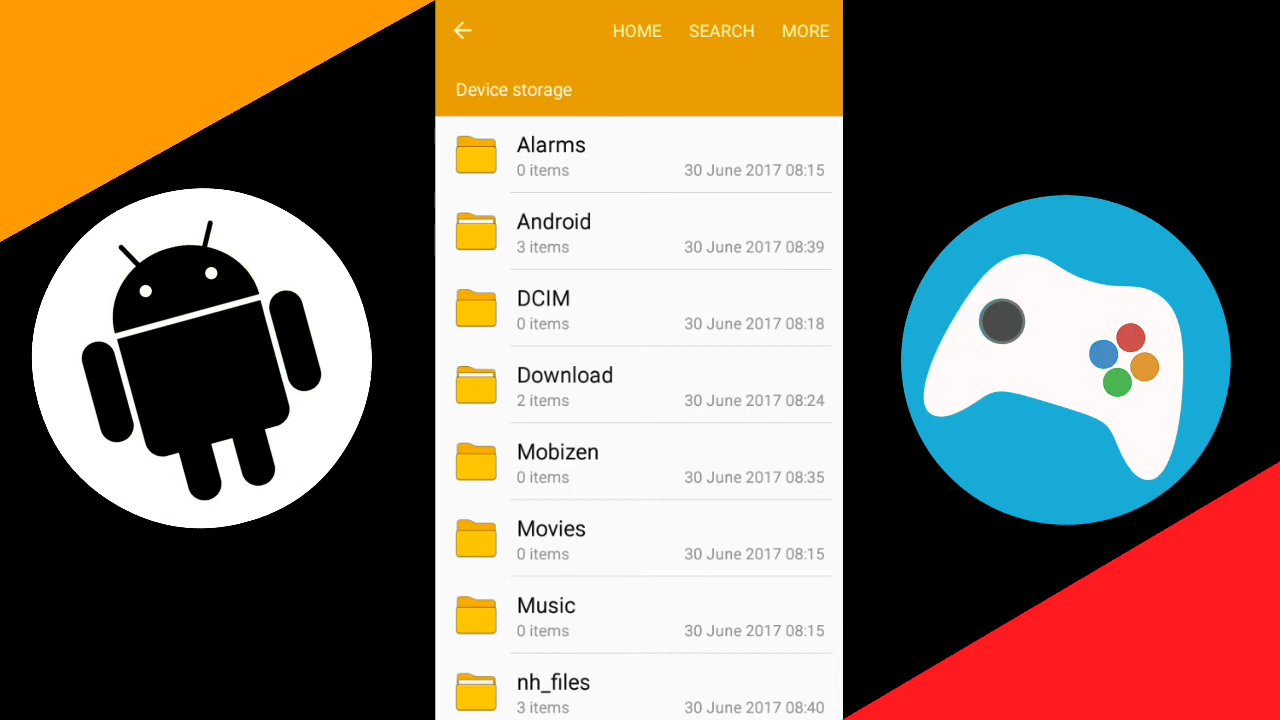 HOME SEARCH MORE
Device storage
Alarms
0 items 30 June 2017 08:15
Android
3 items 30 June 2017 08:39
DCIM
0 items 30 June 2017 08:18
Download
2 items 30 June 2017 08:24
Mobizen
0 items 30 June 2017 08:35
Movies
0 items 30 June 2017 08:15
Music
0 items 30 June 2017 08:15
nh_files
3 items 30 June 2017 08:40